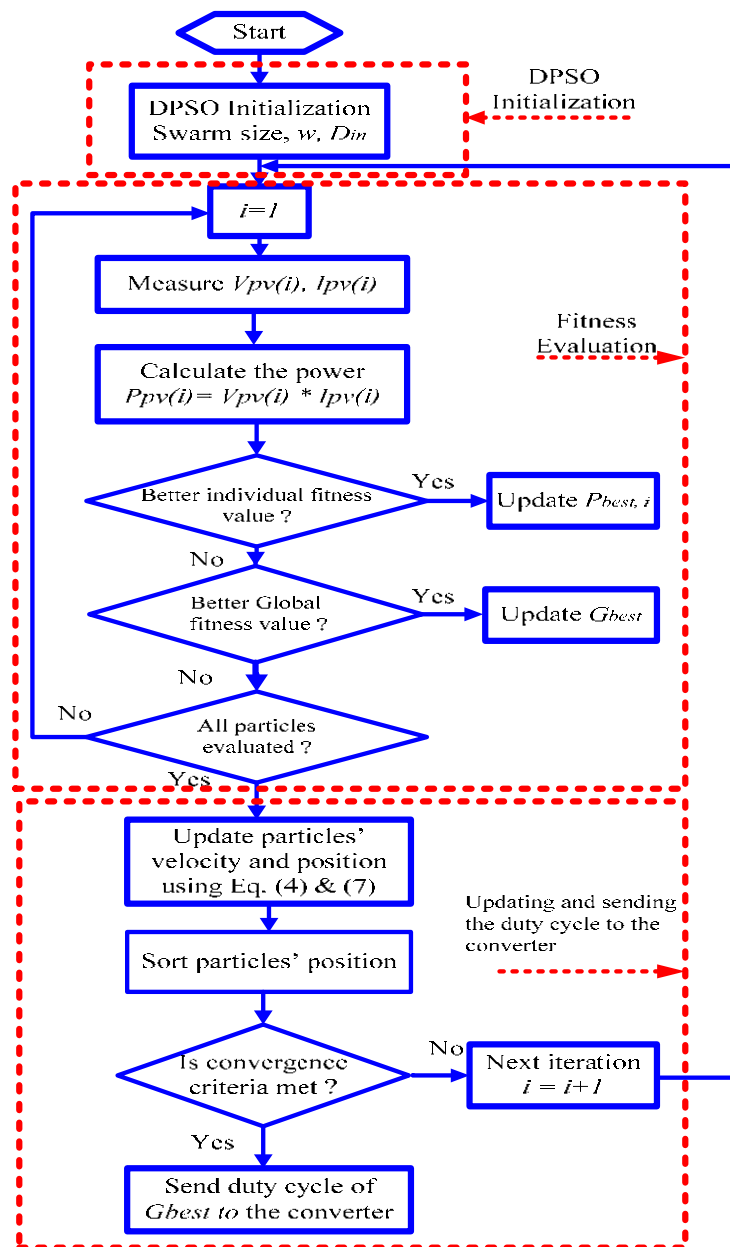 Start
DPSO Initialization
Swarm size, w, Din
DPSO
Initialization
i=1
Measure Vpv(i), Ipv(i)
Calculate the power
Ppv(i)= Vpv(i) * Ipv(i)
Fitness
Evaluation
Better individual fitness
value ?
Yes
Update Pbest, i
No
Better Global
fitness value ?
Yes
Update Gbest
No
All particles
evaluated ?
No
Yes
Update particles'
velocity and position
using Eq. (4) & (7)
Updating and sending
the duty cycle to the
converter
Sort particles' position
Is convergence
criteria met ?
No
Next iteration
i = i+1
Yes
Send duty cycle of
Gbest to the converter